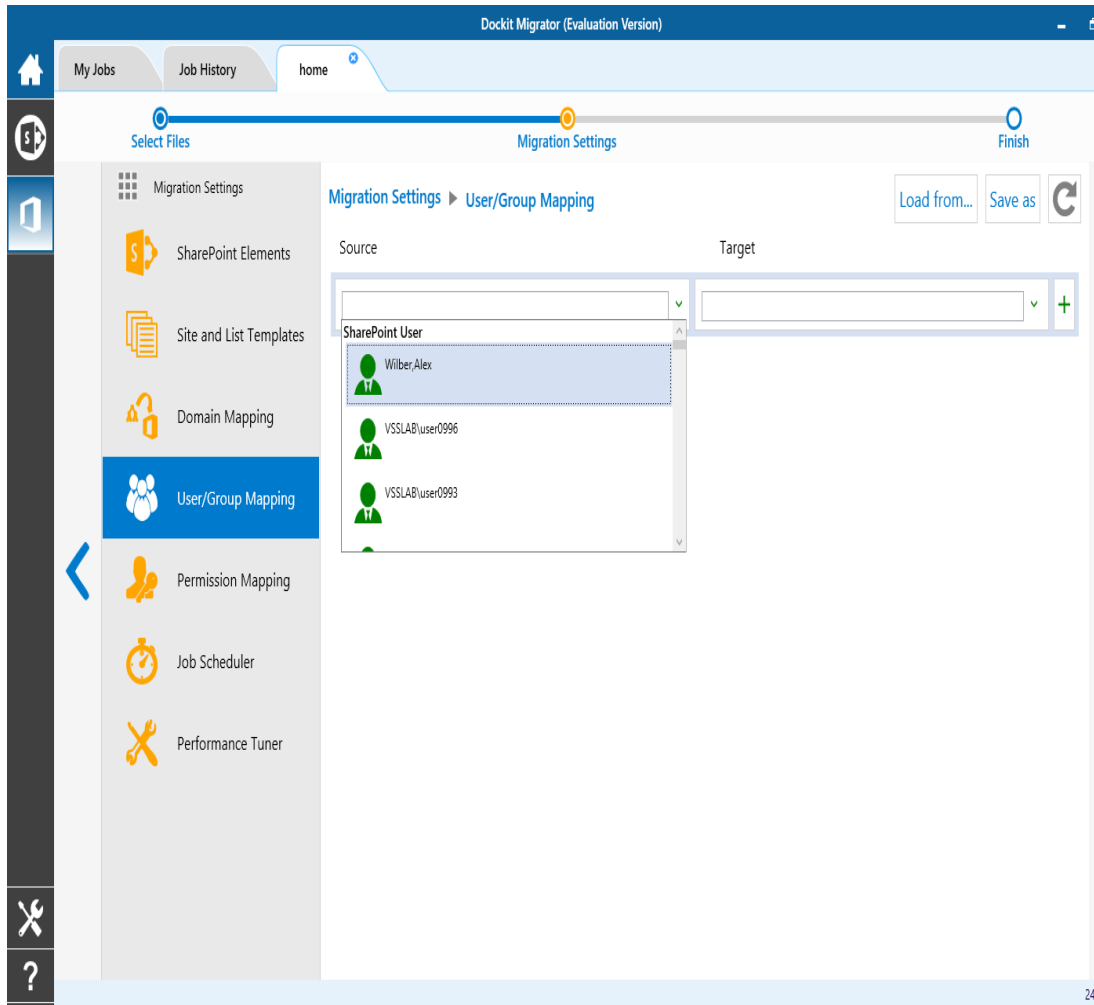 Dockit Migrator (Evaluation Version)
My Jobs
Job History
home
Select Files
Migration Settings
Finish
Migration Settings
SharePoint Elements
Site and List Templates
Domain Mapping
User/Group Mapping
Permission Mapping
Job Scheduler
Performance Tuner
Migration Settings ▶ User/Group Mapping
Load from...
Save as
Source
Target
SharePoint User
Wilber,Alex
VSSLAB\user0996
VSSLAB\user0993
?
24